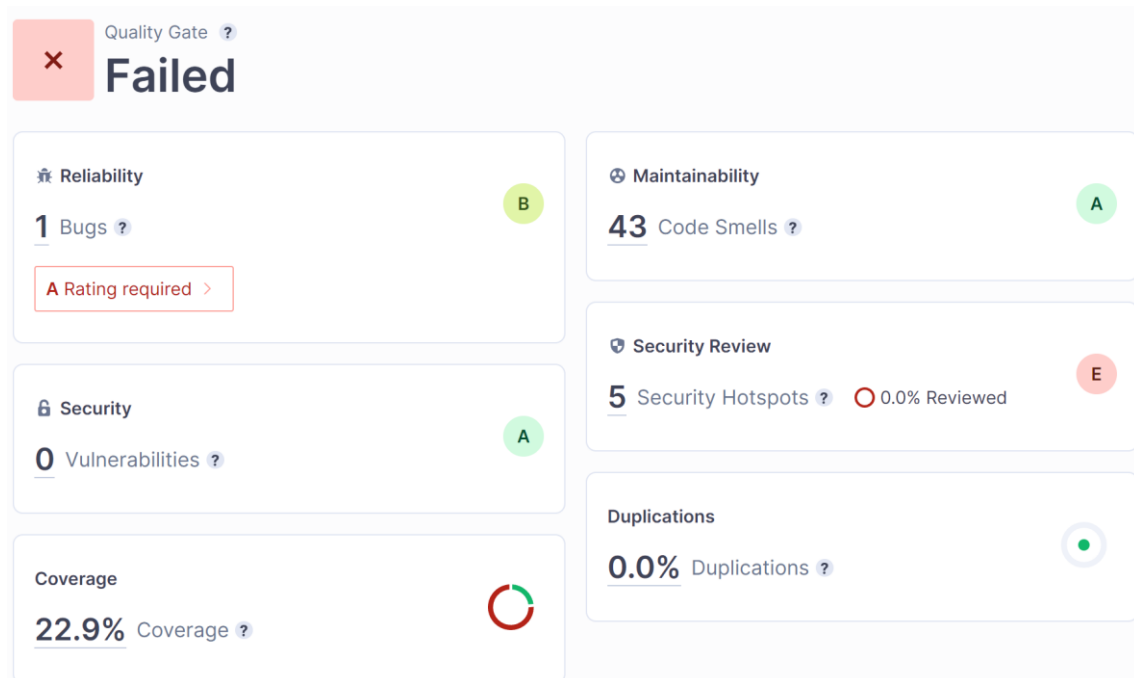 Quality Gate ?
Failed
Reliability
1 Bugs ?
B
A Rating required >
Maintainability
43 Code Smells ?
A
Security Review
5 Security Hotspots ? 0.0% Reviewed
E
Security
0 Vulnerabilities ?
A
Duplications
0.0% Duplications ?
Coverage
22.9% Coverage ?